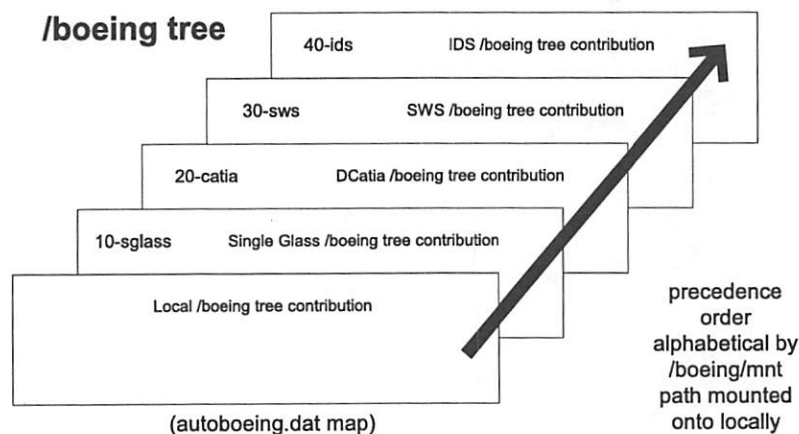 /boeing tree
40-ids IDS /boeing tree contribution
30-sws SWS /boeing tree contribution
20-catia DCatia /boeing tree contribution
10-sglass Single Glass /boeing tree contribution
Local /boeing tree contribution
precedence
order
alphabetical by
/boeing/mnt
path mounted
onto locally
(autoboeing.dat map)